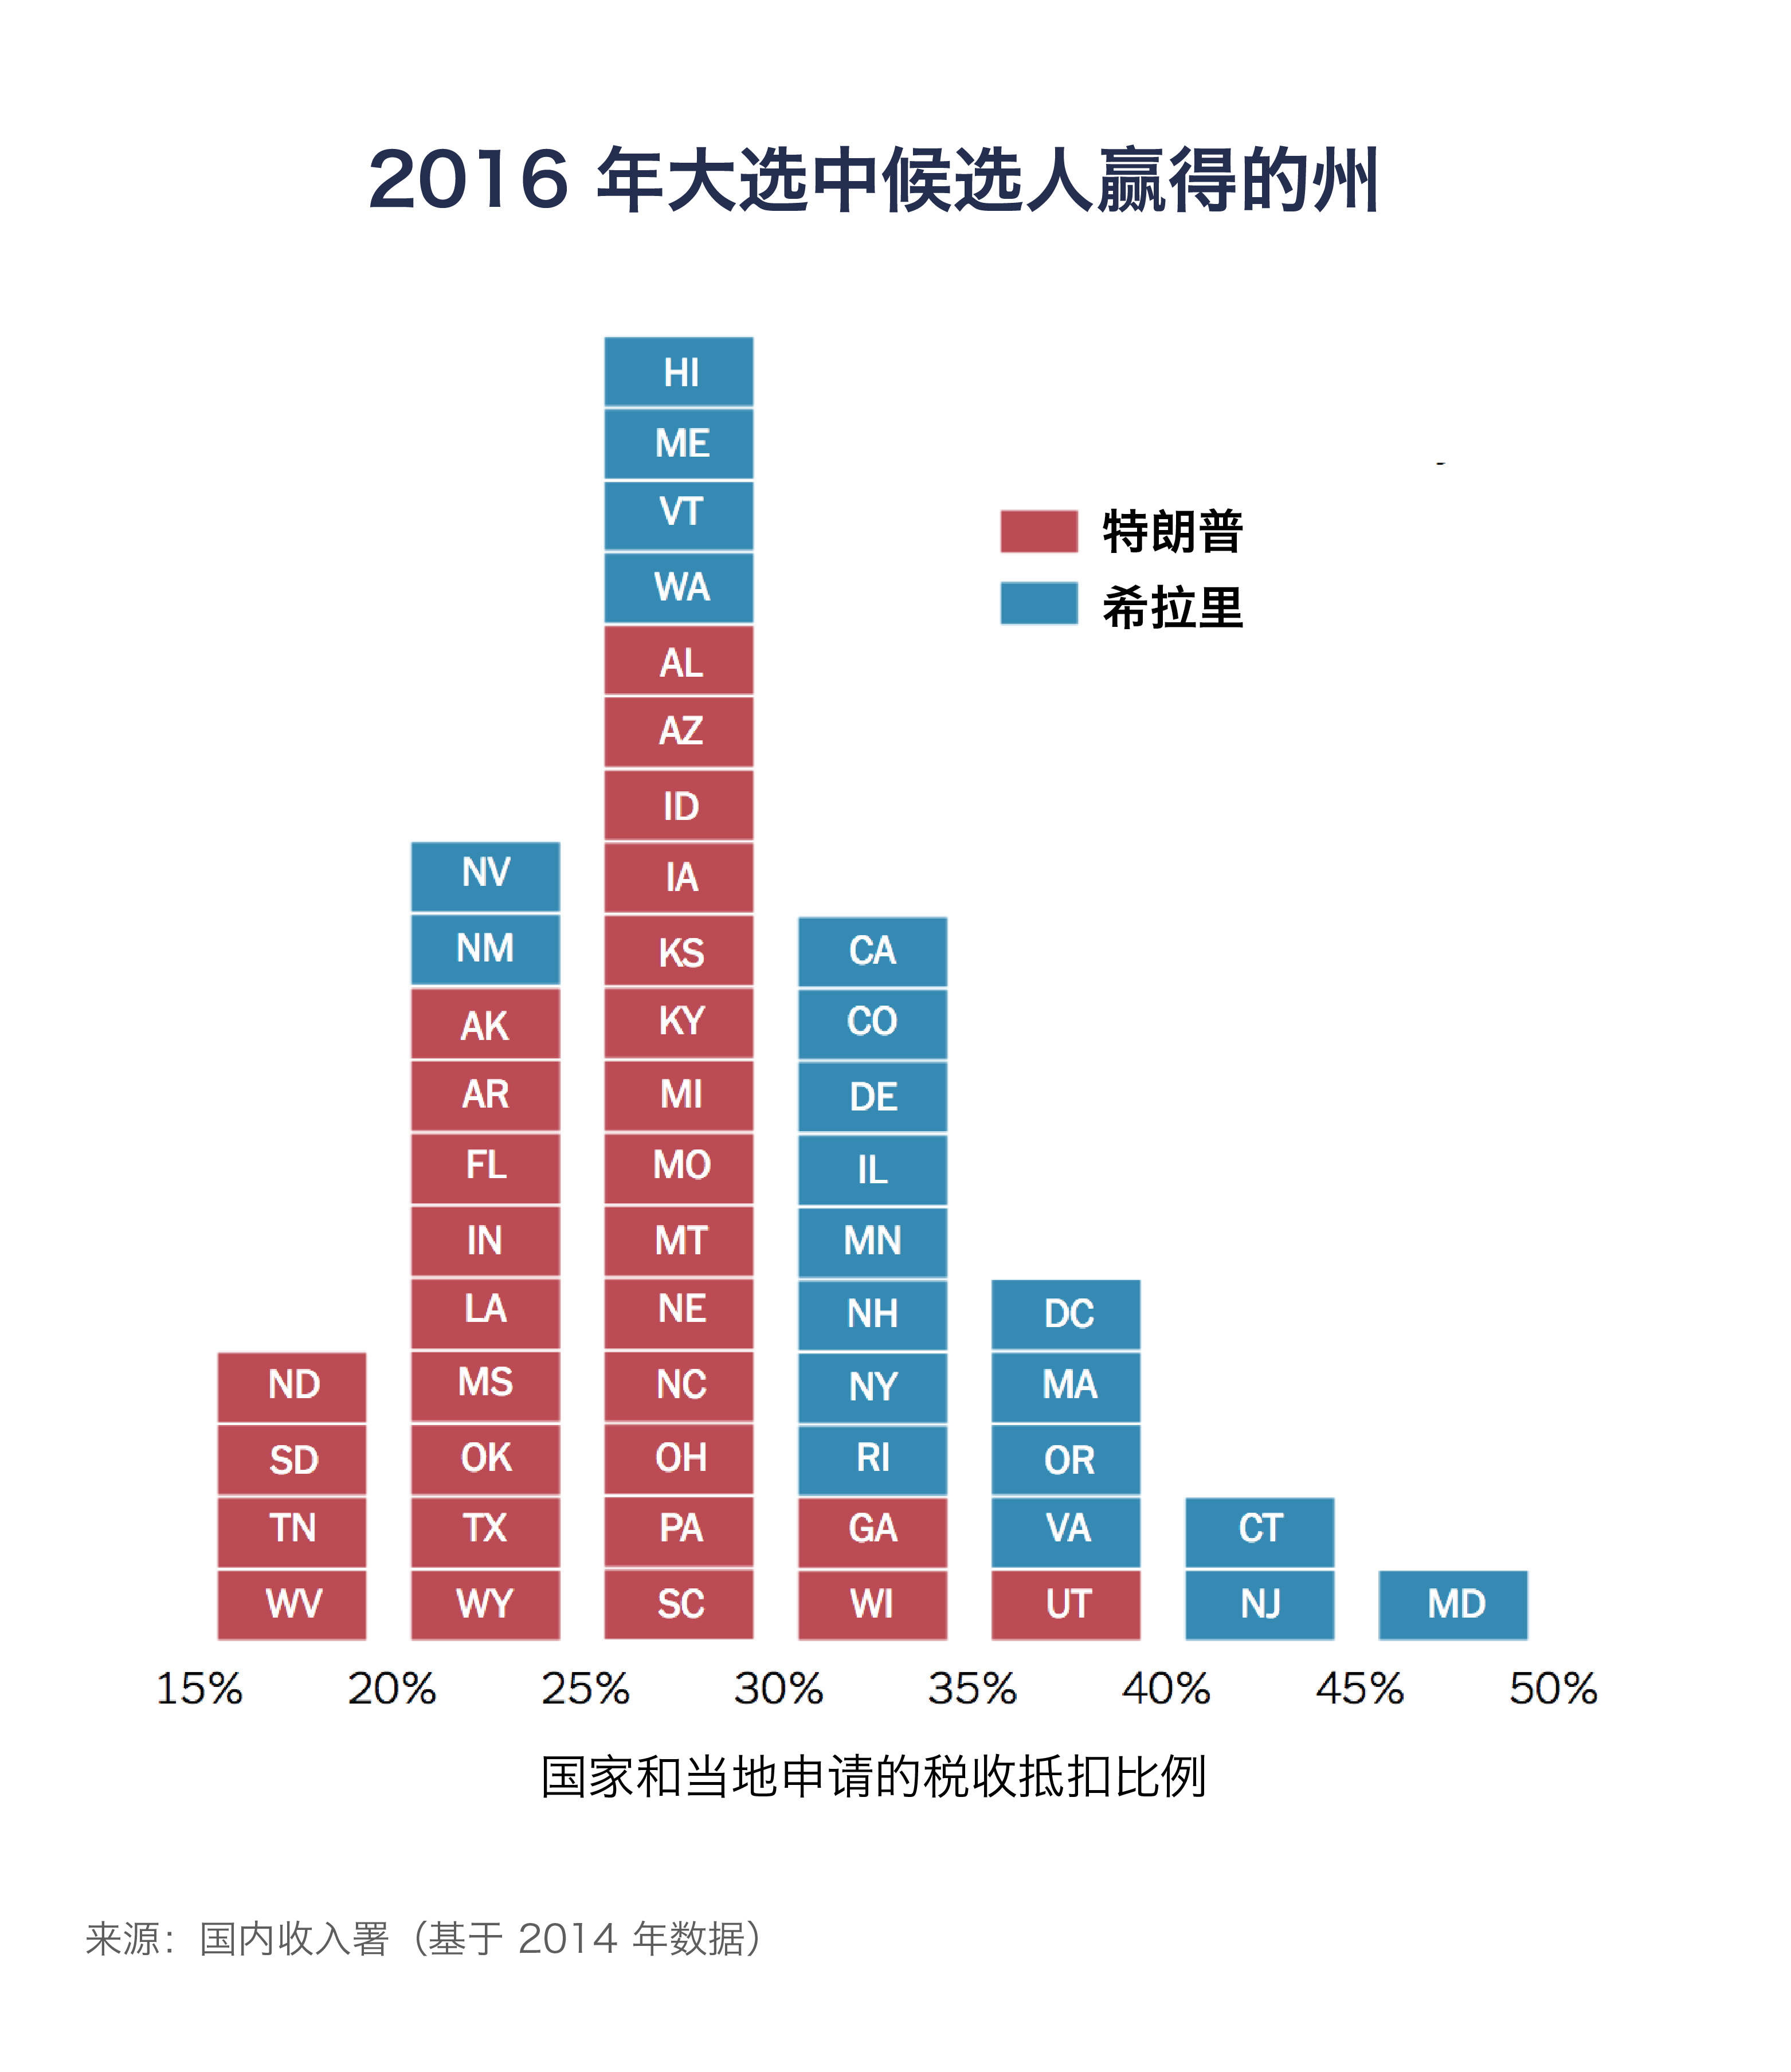 2016 年大选中候选人赢得的州
HI
ME
VT
WA
AL
AZ
ID
IA
KS
KY
MI
MO
MT
NE
NC
OH
PA
SC
特朗普
希拉里
NV
NM
AK
AR
FL
IN
LA
MS
OK
TX
WY
CA
CO
DE
IL
MN
NH
NY
RI
GA
WI
DC
MA
OR
VA
UT
ND
SD
TN
WV
CT
NJ
MD
15% 20% 25% 30% 35% 40% 45% 50%
国家和当地申请的税收抵扣比例
来源：国内收入署（基于 2014 年数据）